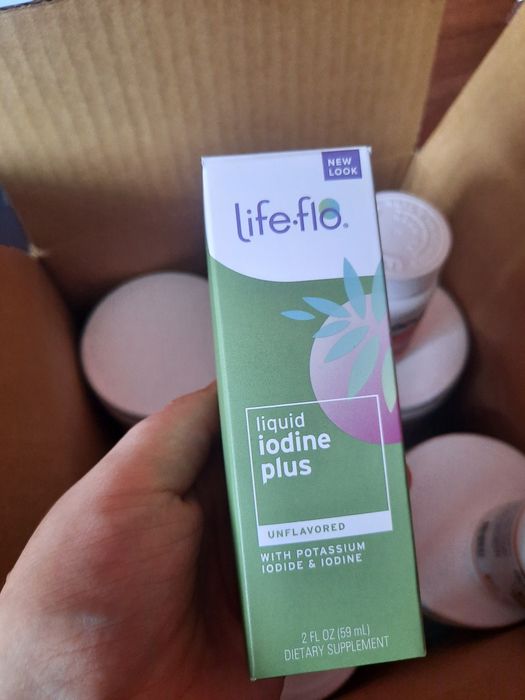 NEW
LOOK
life·flo®
liquid
iodine
plus
UNFLAVORED
WITH POTASSIUM
IODIDE & IODINE
2 FL OZ (59 mL)
DIETARY SUPPLEMENT